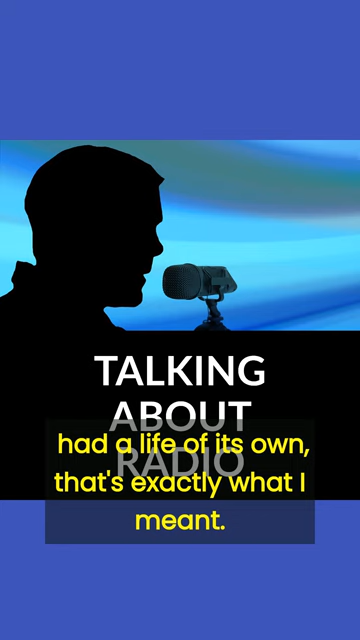 TALKING
ABOUT
RADIO
had a life of its own,
that's exactly what I
meant.